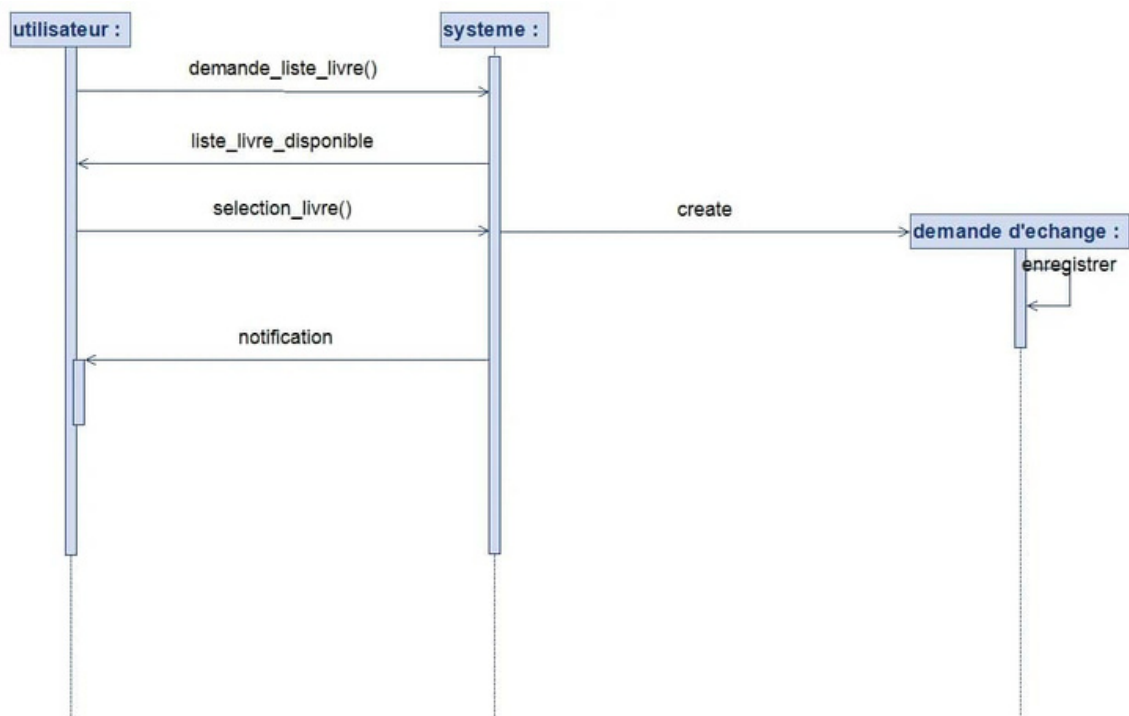 utilisateur :
systeme :
demande_liste_livre()
liste_livre_disponible
selection_livre()
create
demande d'echange :
enregistrer
notification